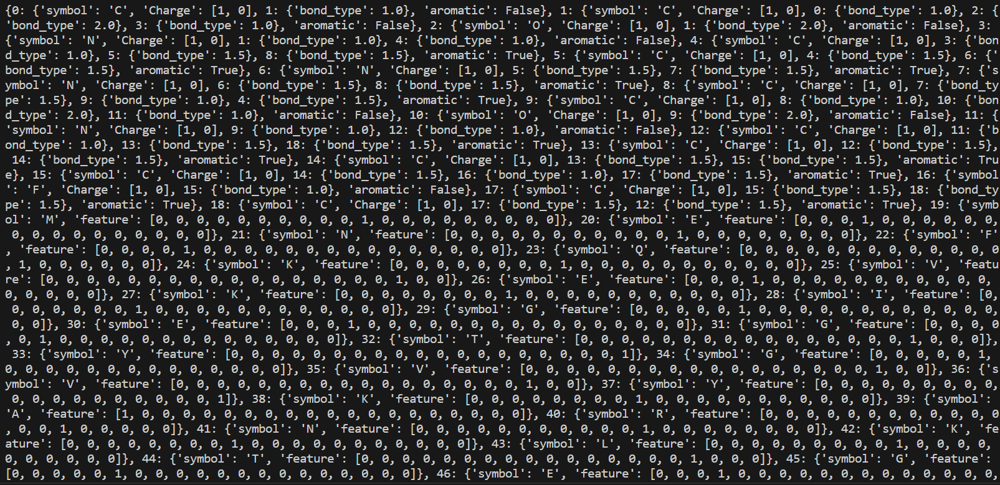 {0: {'symbol': 'C', 'Charge': [1, 0], 1: {'bond_type': 1.0}, 'aromatic': False}, 1: {'symbol': 'C', 'Charge': [1, 0], 0: {'bond_type': 1.0}, 2: {
'bond_type': 2.0}, 3: {'bond_type': 1.0}, 'aromatic': False}, 2: {'symbol': 'O', 'Charge': [1, 0], 1: {'bond_type': 2.0}, 'aromatic': False}, 3:
{'symbol': 'N', 'Charge': [1, 0], 1: {'bond_type': 1.0}, 4: {'bond_type': 1.0}, 'aromatic': False}, 4: {'symbol': 'C', 'Charge': [1, 0], 3: {'bon
d_type': 1.0}, 5: {'bond_type': 1.5}, 8: {'bond_type': 1.5}, 'aromatic': True}, 5: {'symbol': 'C', 'Charge': [1, 0], 4: {'bond_type': 1.5}, 6: {'
bond_type': 1.5}, 'aromatic': True}, 6: {'symbol': 'N', 'Charge': [1, 0], 5: {'bond_type': 1.5}, 7: {'bond_type': 1.5}, 'aromatic': True}, 7: {'s
ymbol': 'N', 'Charge': [1, 0], 6: {'bond_type': 1.5}, 8: {'bond_type': 1.5}, 'aromatic': True}, 8: {'symbol': 'C', 'Charge': [1, 0], 7: {'bond_ty
pe': 1.5}, 9: {'bond_type': 1.0}, 4: {'bond_type': 1.5}, 'aromatic': True}, 9: {'symbol': 'C', 'Charge': [1, 0], 8: {'bond_type': 1.0}, 10: {'bon
d_type': 2.0}, 11: {'bond_type': 1.0}, 'aromatic': False}, 10: {'symbol': 'O', 'Charge': [1, 0], 9: {'bond_type': 2.0}, 'aromatic': False}, 11: {
'symbol': 'N', 'Charge': [1, 0], 9: {'bond_type': 1.0}, 12: {'bond_type': 1.0}, 'aromatic': False}, 12: {'symbol': 'C', 'Charge': [1, 0], 11: {'b
ond_type': 1.0}, 13: {'bond_type': 1.5}, 18: {'bond_type': 1.5}, 'aromatic': True}, 13: {'symbol': 'C', 'Charge': [1, 0], 12: {'bond_type': 1.5},
 14: {'bond_type': 1.5}, 'aromatic': True}, 14: {'symbol': 'C', 'Charge': [1, 0], 13: {'bond_type': 1.5}, 15: {'bond_type': 1.5}, 'aromatic': Tru
e}, 15: {'symbol': 'C', 'Charge': [1, 0], 14: {'bond_type': 1.5}, 16: {'bond_type': 1.0}, 17: {'bond_type': 1.5}, 'aromatic': True}, 16: {'symbol
': 'F', 'Charge': [1, 0], 15: {'bond_type': 1.0}, 'aromatic': False}, 17: {'symbol': 'C', 'Charge': [1, 0], 15: {'bond_type': 1.5}, 18: {'bond_ty
pe': 1.5}, 'aromatic': True}, 18: {'symbol': 'C', 'Charge': [1, 0], 17: {'bond_type': 1.5}, 12: {'bond_type': 1.5}, 'aromatic': True}, 19: {'symb
ol': 'M', 'feature': [0, 0, 0, 0, 0, 0, 0, 0, 0, 0, 1, 0, 0, 0, 0, 0, 0, 0, 0, 0]}, 20: {'symbol': 'E', 'feature': [0, 0, 0, 1, 0, 0, 0, 0, 0, 0,
 0, 0, 0, 0, 0, 0, 0, 0, 0, 0]}, 21: {'symbol': 'N', 'feature': [0, 0, 0, 0, 0, 0, 0, 0, 0, 0, 0, 1, 0, 0, 0, 0, 0, 0, 0, 0]}, 22: {'symbol': 'F'
, 'feature': [0, 0, 0, 0, 1, 0, 0, 0, 0, 0, 0, 0, 0, 0, 0, 0, 0, 0, 0, 0]}, 23: {'symbol': 'Q', 'feature': [0, 0, 0, 0, 0, 0, 0, 0, 0, 0, 0, 0, 0
, 1, 0, 0, 0, 0, 0, 0]}, 24: {'symbol': 'K', 'feature': [0, 0, 0, 0, 0, 0, 0, 0, 1, 0, 0, 0, 0, 0, 0, 0, 0, 0, 0, 0]}, 25: {'symbol': 'V', 'featu
re': [0, 0, 0, 0, 0, 0, 0, 0, 0, 0, 0, 0, 0, 0, 0, 0, 0, 1, 0, 0]}, 26: {'symbol': 'E', 'feature': [0, 0, 0, 1, 0, 0, 0, 0, 0, 0, 0, 0, 0, 0, 0,
0, 0, 0, 0, 0]}, 27: {'symbol': 'K', 'feature': [0, 0, 0, 0, 0, 0, 0, 0, 1, 0, 0, 0, 0, 0, 0, 0, 0, 0, 0, 0]}, 28: {'symbol': 'I', 'feature': [0,
 0, 0, 0, 0, 0, 0, 1, 0, 0, 0, 0, 0, 0, 0, 0, 0, 0, 0, 0]}, 29: {'symbol': 'G', 'feature': [0, 0, 0, 0, 0, 1, 0, 0, 0, 0, 0, 0, 0, 0, 0, 0, 0, 0,
 0, 0]}, 30: {'symbol': 'E', 'feature': [0, 0, 0, 1, 0, 0, 0, 0, 0, 0, 0, 0, 0, 0, 0, 0, 0, 0, 0, 0]}, 31: {'symbol': 'G', 'feature': [0, 0, 0, 0
, 0, 1, 0, 0, 0, 0, 0, 0, 0, 0, 0, 0, 0, 0, 0, 0]}, 32: {'symbol': 'T', 'feature': [0, 0, 0, 0, 0, 0, 0, 0, 0, 0, 0, 0, 0, 0, 0, 0, 1, 0, 0, 0]},
 33: {'symbol': 'Y', 'feature': [0, 0, 0, 0, 0, 0, 0, 0, 0, 0, 0, 0, 0, 0, 0, 0, 0, 0, 0, 1]}, 34: {'symbol': 'G', 'feature': [0, 0, 0, 0, 0, 1,
0, 0, 0, 0, 0, 0, 0, 0, 0, 0, 0, 0, 0, 0]}, 35: {'symbol': 'V', 'feature': [0, 0, 0, 0, 0, 0, 0, 0, 0, 0, 0, 0, 0, 0, 0, 0, 0, 1, 0, 0]}, 36: {'s
ymbol': 'V', 'feature': [0, 0, 0, 0, 0, 0, 0, 0, 0, 0, 0, 0, 0, 0, 0, 0, 0, 1, 0, 0]}, 37: {'symbol': 'Y', 'feature': [0, 0, 0, 0, 0, 0, 0, 0, 0,
 0, 0, 0, 0, 0, 0, 0, 0, 0, 0, 1]}, 38: {'symbol': 'K', 'feature': [0, 0, 0, 0, 0, 0, 0, 0, 1, 0, 0, 0, 0, 0, 0, 0, 0, 0, 0, 0]}, 39: {'symbol':
'A', 'feature': [1, 0, 0, 0, 0, 0, 0, 0, 0, 0, 0, 0, 0, 0, 0, 0, 0, 0, 0, 0]}, 40: {'symbol': 'R', 'feature': [0, 0, 0, 0, 0, 0, 0, 0, 0, 0, 0, 0
, 0, 0, 1, 0, 0, 0, 0, 0]}, 41: {'symbol': 'N', 'feature': [0, 0, 0, 0, 0, 0, 0, 0, 0, 0, 0, 1, 0, 0, 0, 0, 0, 0, 0, 0]}, 42: {'symbol': 'K', 'fe
ature': [0, 0, 0, 0, 0, 0, 0, 0, 1, 0, 0, 0, 0, 0, 0, 0, 0, 0, 0, 0]}, 43: {'symbol': 'L', 'feature': [0, 0, 0, 0, 0, 0, 0, 0, 0, 1, 0, 0, 0, 0,
0, 0, 0, 0, 0, 0]}, 44: {'symbol': 'T', 'feature': [0, 0, 0, 0, 0, 0, 0, 0, 0, 0, 0, 0, 0, 0, 0, 0, 1, 0, 0, 0]}, 45: {'symbol': 'G', 'feature':
[0, 0, 0, 0, 0, 1, 0, 0, 0, 0, 0, 0, 0, 0, 0, 0, 0, 0, 0, 0]}, 46: {'symbol': 'E', 'feature': [0, 0, 0, 1, 0, 0, 0, 0, 0, 0, 0, 0, 0, 0, 0, 0, 0,